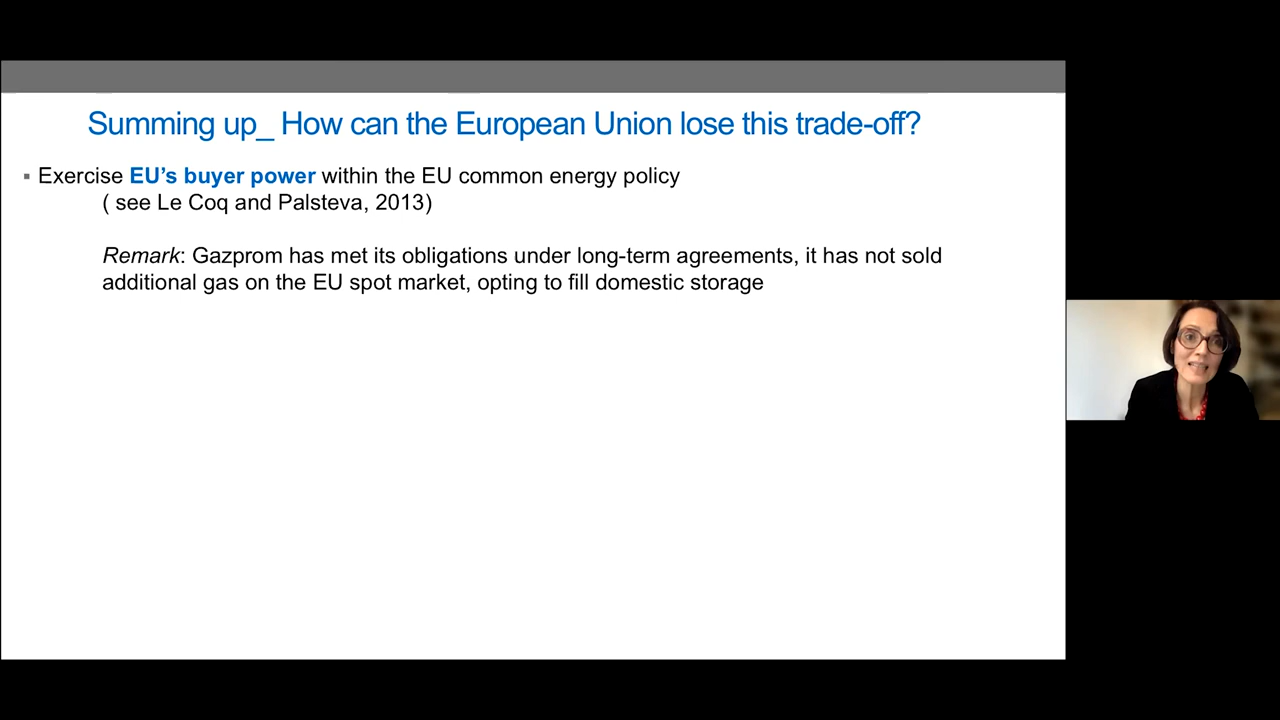 Summing up_ How can the European Union lose this trade-off?
▪ Exercise EU’s buyer power within the EU common energy policy
( see Le Coq and Palsteva, 2013)
Remark: Gazprom has met its obligations under long-term agreements, it has not sold
additional gas on the EU spot market, opting to fill domestic storage